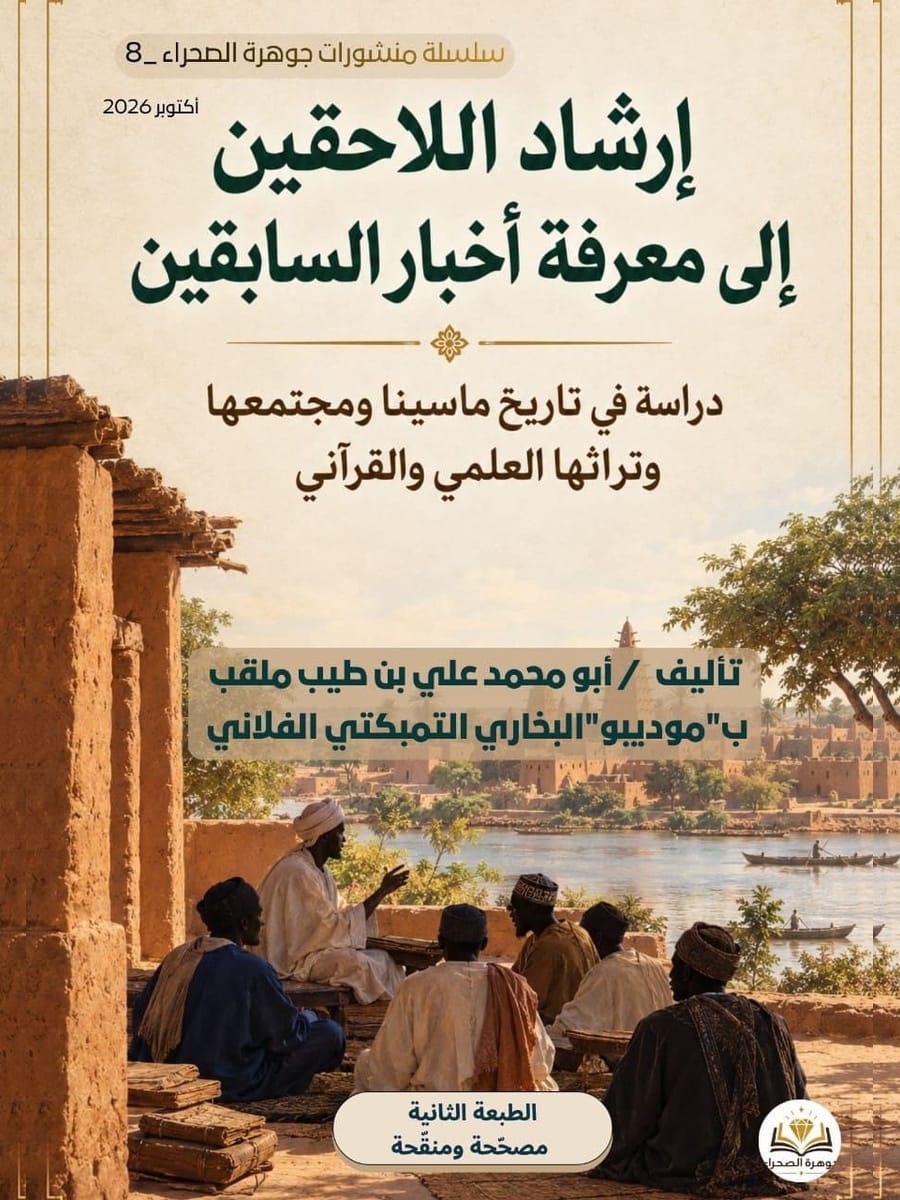 سلسلة منشورات جوهرة الصحراء _8
أكتوبر 2026
إرشاد اللاحقين
إلى معرفة أخبار السابقين
دراسة في تاريخ ماسينا ومجتمعها
وتراثها العلمي والقرآني
تأليف / أبو محمد علي بن طيب ملقب
ب"موديبو"البخاري التمبكتي الفلاني
الطبعة الثانية
مصحّحة ومنقّحة
جوهرة الصحراء